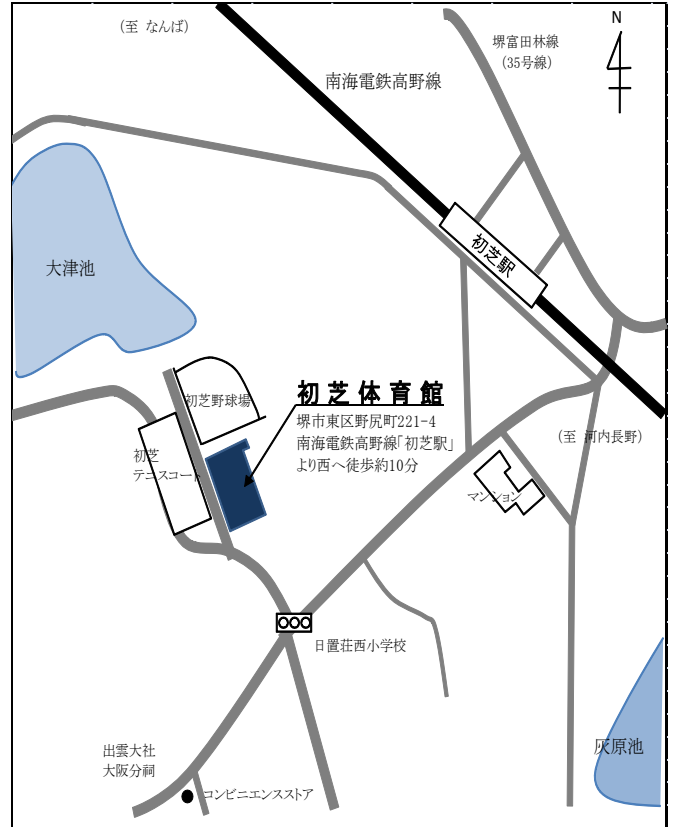 N
(至 なんば)
堺富田林線
(35号線)
南海電鉄高野線
初芝駅
大津池
初芝体育館
堺市東区野尻町221-4
南海電鉄高野線「初芝駅」
より西へ徒歩約10分
初芝野球場
(至 河内長野)
初芝
テニスコート
マンション
日置荘西小学校
灰原池
出雲大社
大阪分祠
コンビニエンスストア